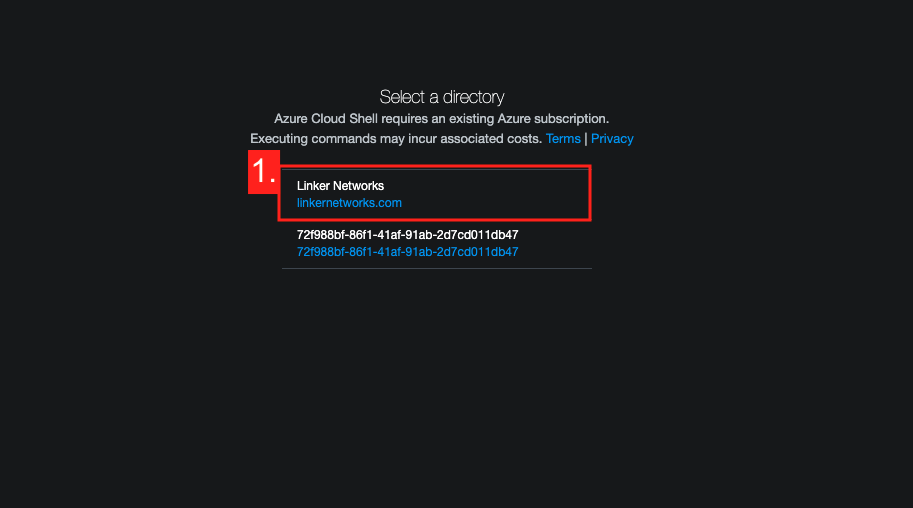 Select a directory
Azure Cloud Shell requires an existing Azure subscription.
Executing commands may incur associated costs. Terms | Privacy
1.
Linker Networks
linkernetworks.com
72f988bf-86f1-41af-91ab-2d7cd011db47
72f988bf-86f1-41af-91ab-2d7cd011db47